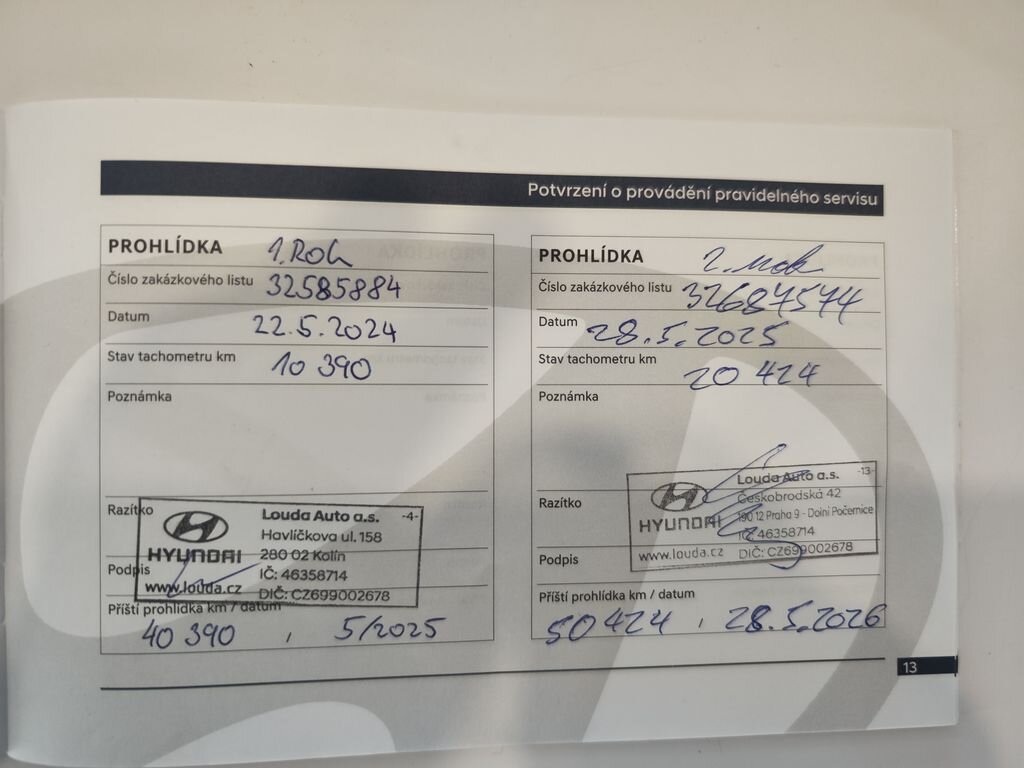 Potvrzení o provádění pravidelného servisu
PROHLÍDKA 1. Rok
Číslo zakázkového listu 32585884
Datum 22.5.2024
Stav tachometru km 10 390
Poznámka
Razítko
HYUNDAI
www.louda.cz
Louda Auto a.s. -4-
Havlíčkova ul. 158
280 02 Kolín
IČ: 46358714
DIČ: CZ699002678
Podpis
Příští prohlídka km / datum
40 390 , 5/2025
PROHLÍDKA 2. rok
Číslo zakázkového listu 32687574
Datum 28.5.2025
Stav tachometru km 20 424
Poznámka
Razítko
HYUNDAI
www.louda.cz
Louda Auto a.s. -13-
Českobrodská 42
190 12 Praha 9 - Dolní Počernice
IČ: 46358714
DIČ: CZ699002678
Podpis
Příští prohlídka km / datum
50 424 , 28.5.2026
13